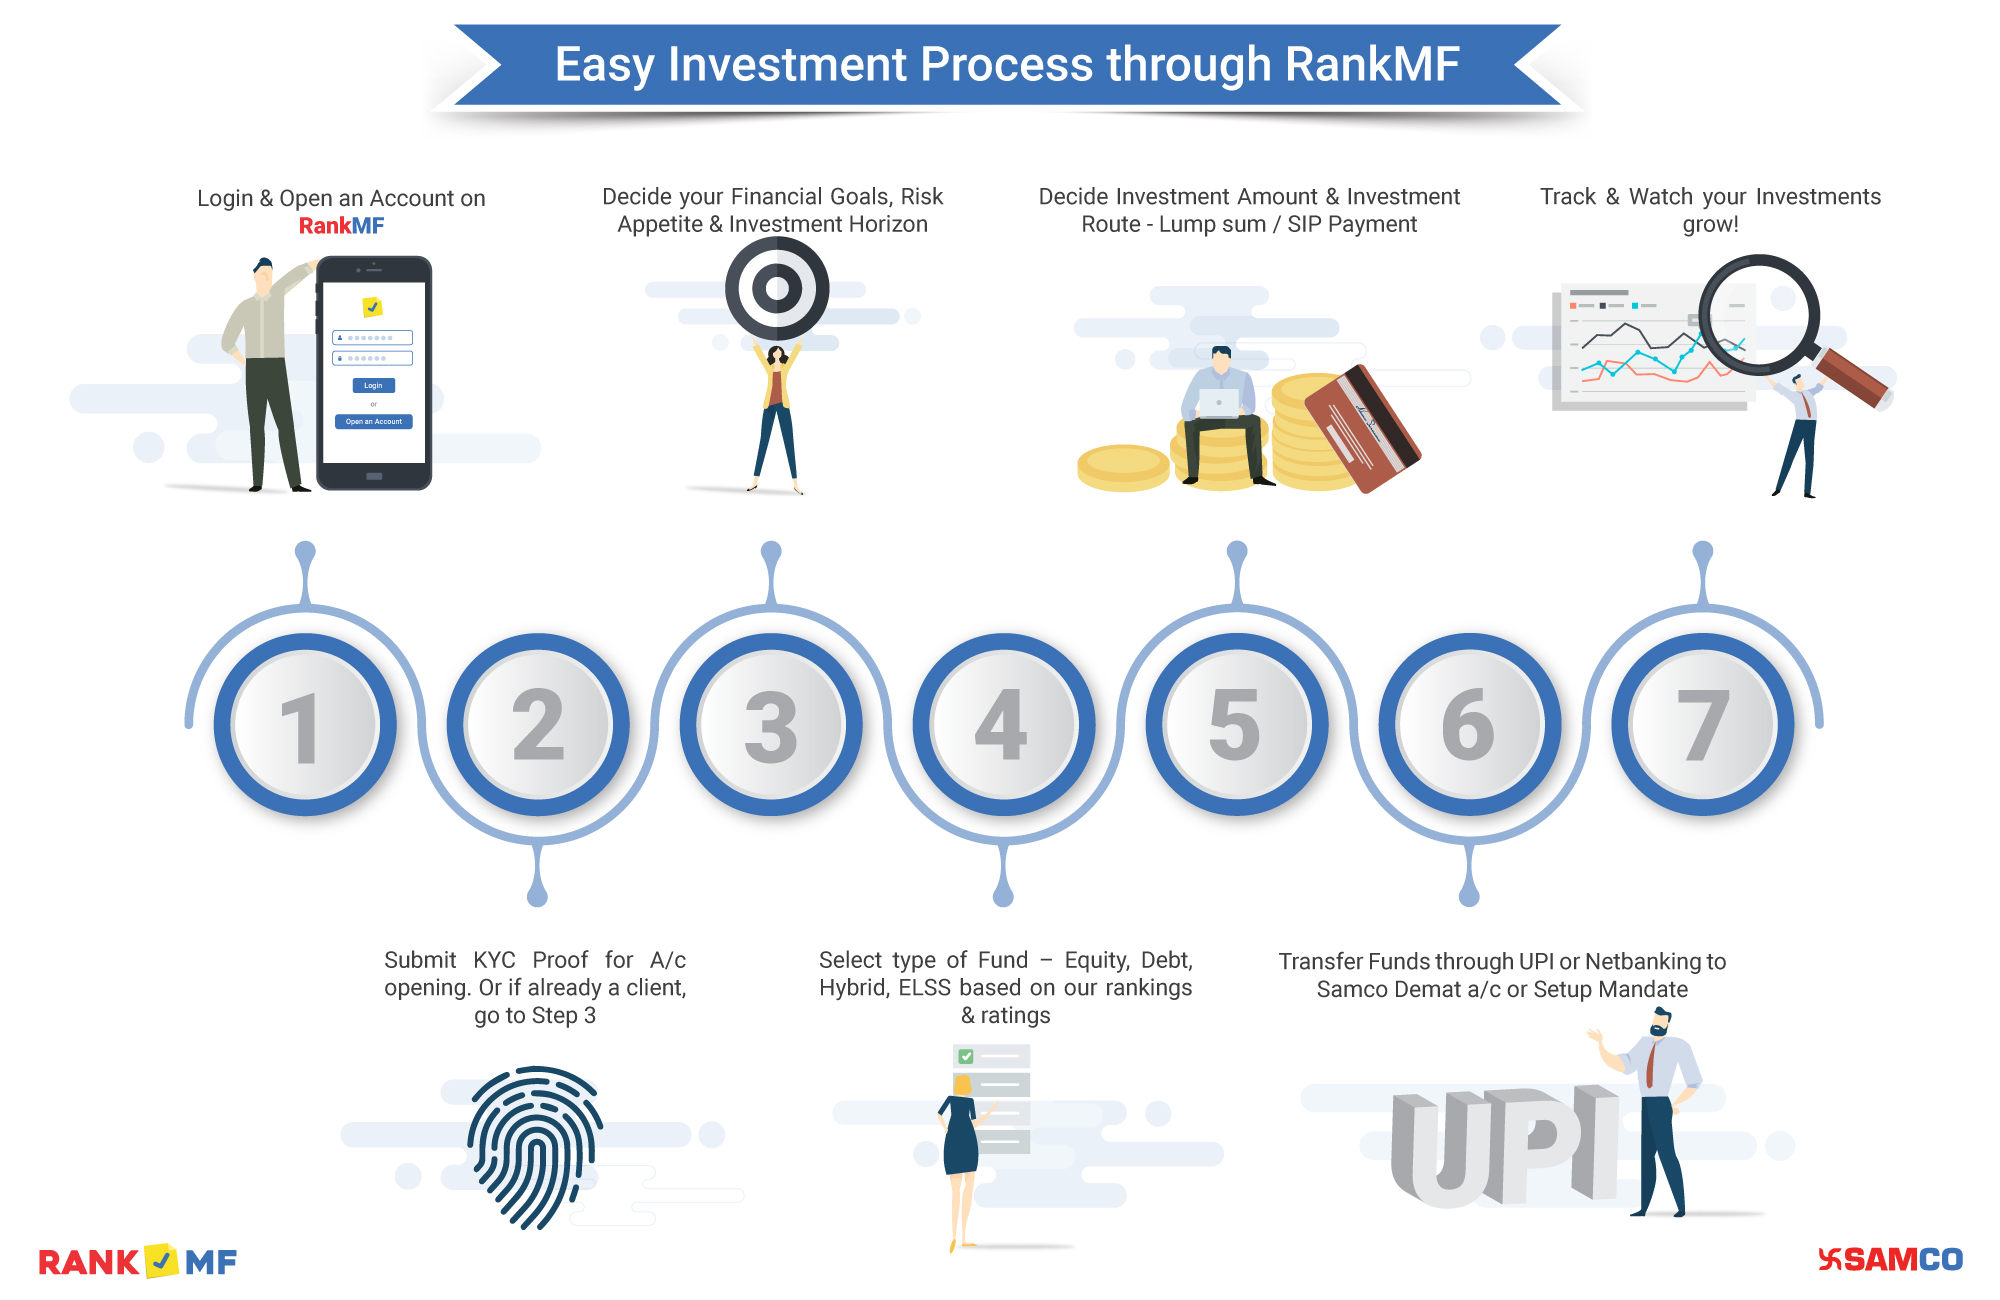 Easy Investment Process through RankMF
Login & Open an Account on
RankMF
Login
or
Open an Account
Decide your Financial Goals, Risk
Appetite & Investment Horizon
Decide Investment Amount & Investment
Route - Lump sum / SIP Payment
Track & Watch your Investments
grow!
1
2
3
4
5
6
7
Submit KYC Proof for A/c
opening. Or if already a client,
go to Step 3
Select type of Fund – Equity, Debt,
Hybrid, ELSS based on our rankings
& ratings
Transfer Funds through UPI or Netbanking to
Samco Demat a/c or Setup Mandate
UPI
RANK MF
SAMCO